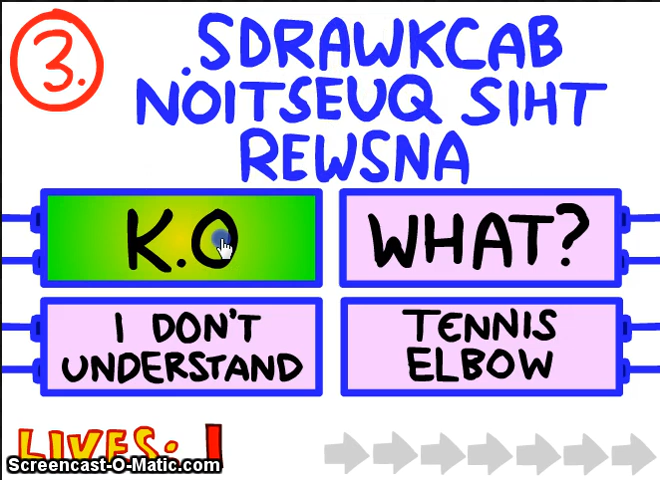 3.
.SDRAWKCAB
NOITSEUQ SIHT
REWSNA
K.O
WHAT?
I DON'T
UNDERSTAND
TENNIS
ELBOW
LIVES: 1
Screencast-O-Matic.com